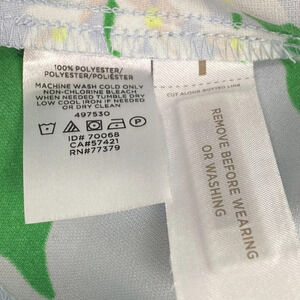 100% POLYESTER/
POLYESTER/POLIÉSTER
MACHINE WASH COLD ONLY
NON-CHLORINE BLEACH
WHEN NEEDED TUMBLE DRY
LOW COOL IRON IF NEEDED
OR DRY CLEAN
497530
ID# 70068
CA#57421
RN#77379
CUT ALONG DOTTED LINE
REMOVE BEFORE WEARING
OR WASHING